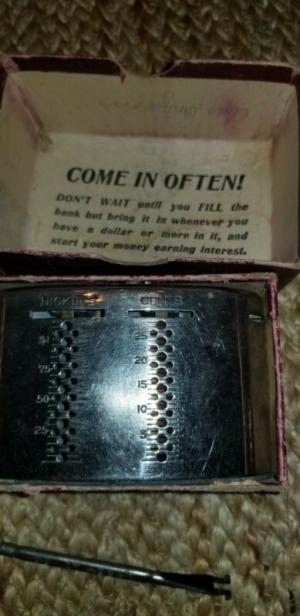 COME IN OFTEN!
DON'T WAIT until you FILL the
bank but bring it in whenever you
have a dollar or more in it, and
start your money earning interest.
NICKELS CENTS
$1 25
75 20
50 15
25 10
5